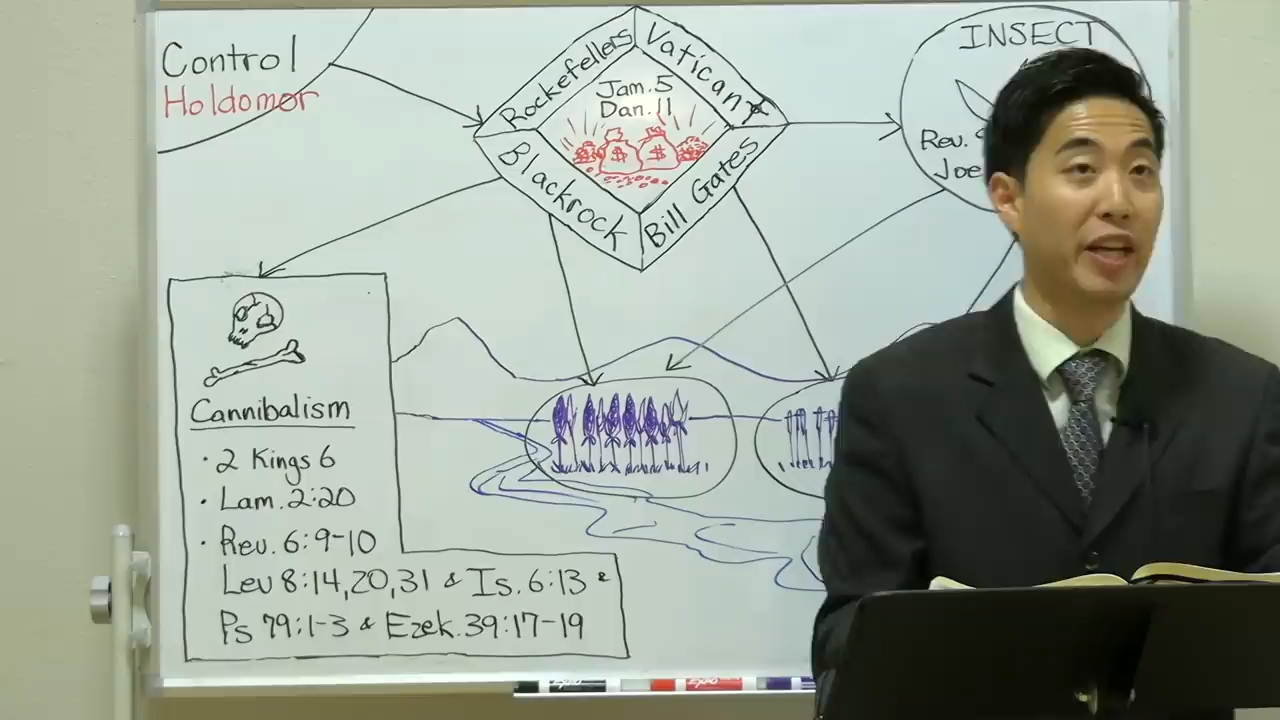 Control
Holdomor
Rockefellers
Vatican
Jam. 5
Dan. 11
$ $
Blackrock
Bill Gates
INSECT
Rev.
Joe
Cannibalism
· 2 Kings 6
· Lam. 2:20
· Rev. 6:9-10
Lev 8:14,20,31 & Is. 6:13 &
Ps 79:1-3 & Ezek. 39:17-19